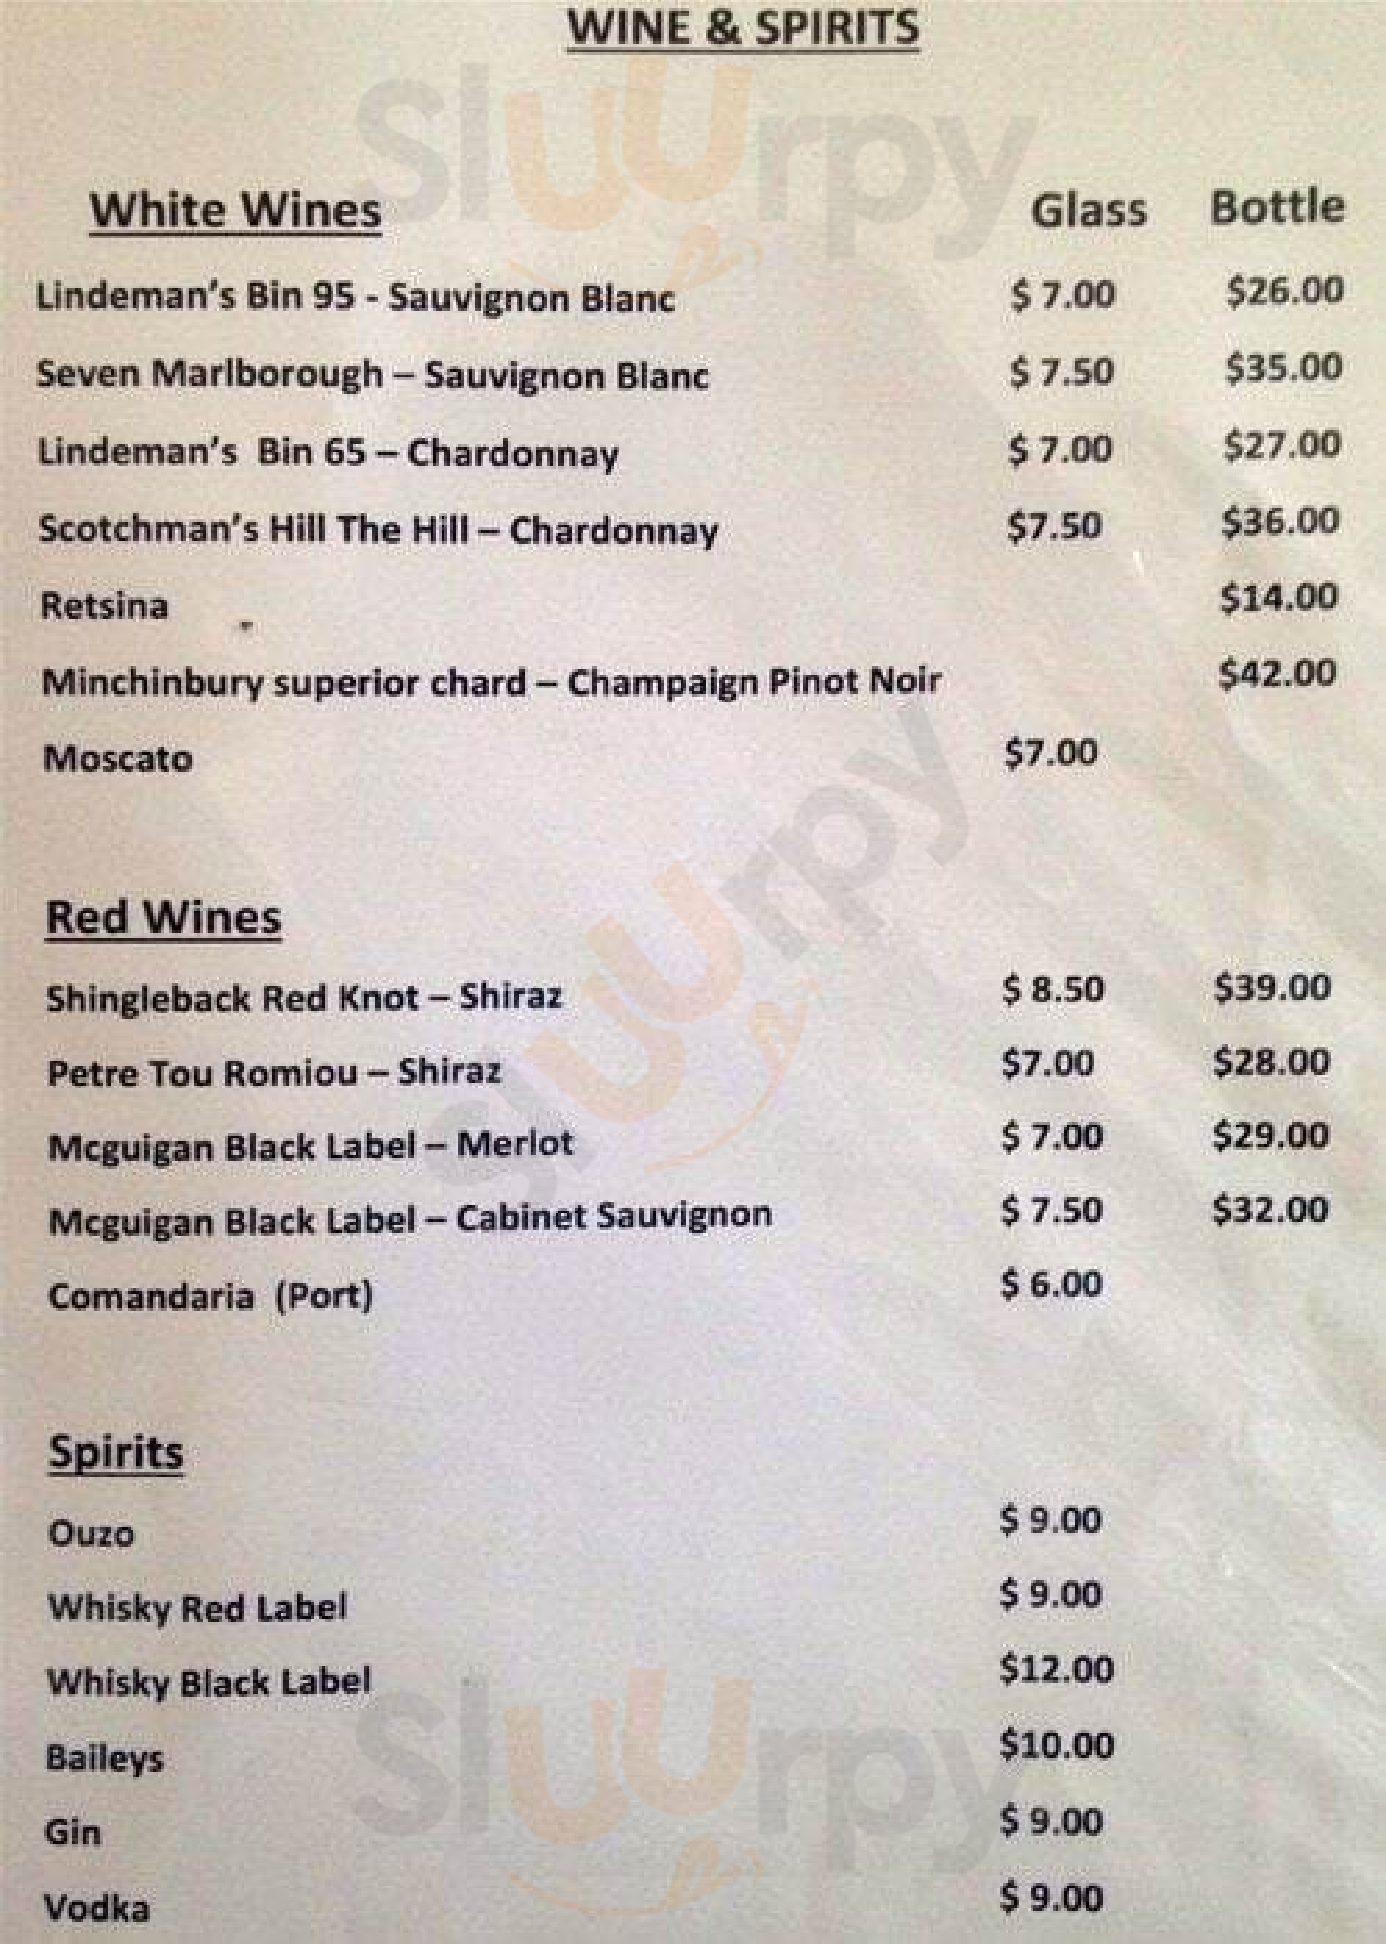 WINE & SPIRITS
Sluurpy
White Wines Glass Bottle
Lindeman's Bin 95 - Sauvignon Blanc $ 7.00 $26.00
Seven Marlborough – Sauvignon Blanc $ 7.50 $35.00
Lindeman's Bin 65 – Chardonnay $ 7.00 $27.00
Scotchman's Hill The Hill – Chardonnay $7.50 $36.00
Retsina $14.00
Minchinbury superior chard – Champaign Pinot Noir $42.00
Moscato $7.00
Sluurpy
Red Wines
Shingleback Red Knot – Shiraz $ 8.50 $39.00
Petre Tou Romiou – Shiraz $7.00 $28.00
Mcguigan Black Label – Merlot $ 7.00 $29.00
Mcguigan Black Label – Cabinet Sauvignon $ 7.50 $32.00
Comandaria (Port) $ 6.00
Spirits
Ouzo $ 9.00
Whisky Red Label $ 9.00
Whisky Black Label $12.00
Sluurpy
Baileys $10.00
Gin $ 9.00
Vodka $ 9.00